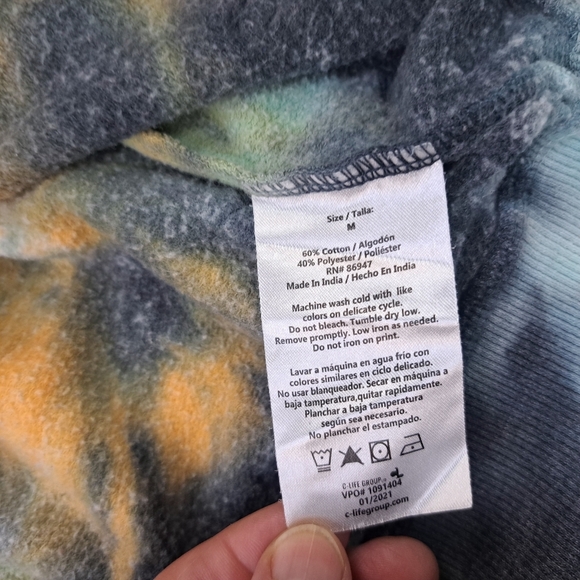 Size / Talla:
M
60% Cotton / Algodón
40% Polyester / Poliéster
RN# 86947
Made In India / Hecho En India
Machine wash cold with like
colors on delicate cycle.
Do not bleach. Tumble dry low.
Remove promptly. Low iron as needed.
Do not iron on print.
Lavar a máquina en agua frío con
colores similares en ciclo delicado.
No usar blanqueador. Secar en máquina a
baja temperatura,quitar rapidamente.
Planchar a baja temperatura
según sea necesario.
No planchar el estampado.
C-LIFE GROUP
VPO# 1091404
01/2021
c-lifegroup.com